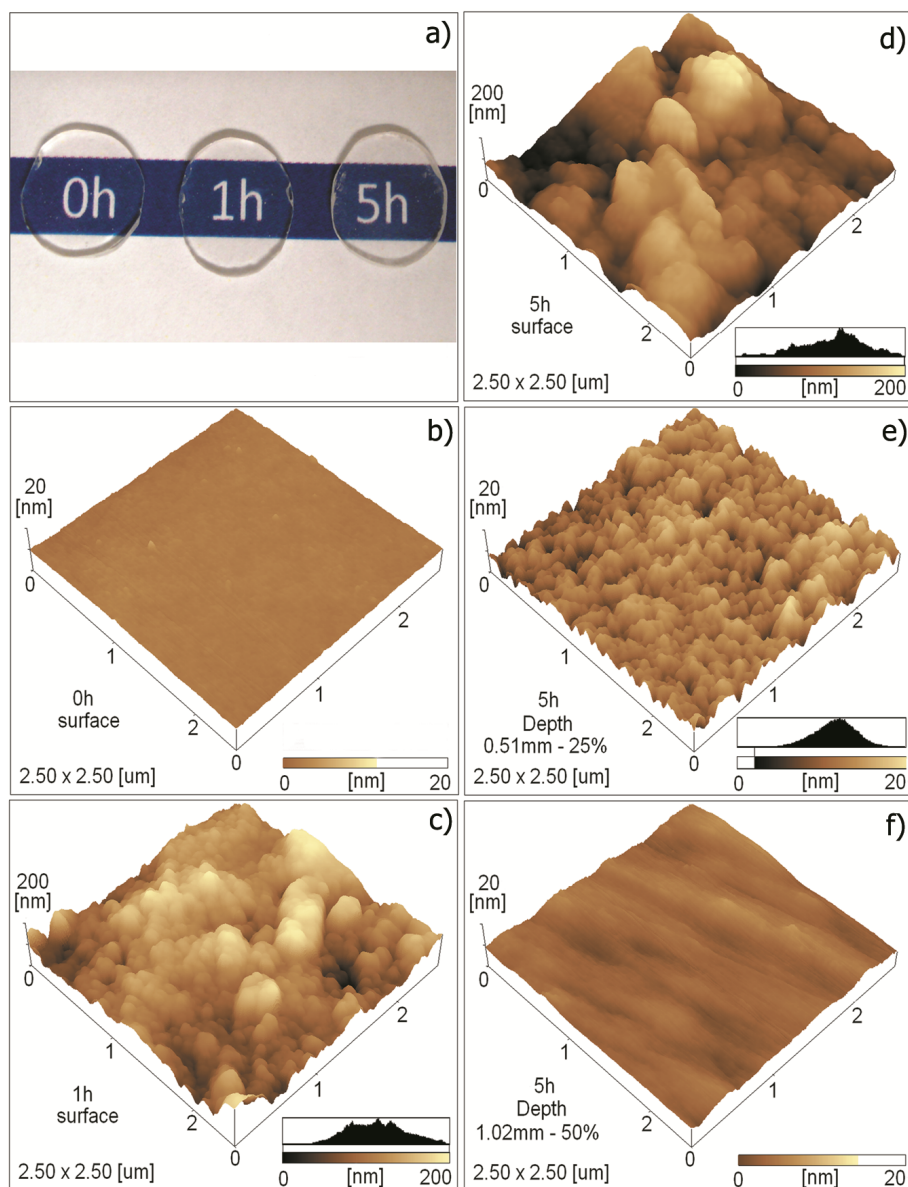 a)
0h 1h 5h
b)
20
[nm]
0
1
2
0
1
2
0h
surface
2.50 x 2.50 [um]
0 [nm] 20
c)
200
[nm]
0
1
2
0
1
2
1h
surface
2.50 x 2.50 [um]
0 [nm] 200
d)
200
[nm]
0
1
2
0
1
2
5h
surface
2.50 x 2.50 [um]
0 [nm] 200
e)
20
[nm]
0
1
2
0
1
2
5h
Depth
0.51mm - 25%
2.50 x 2.50 [um]
0 [nm] 20
f)
20
[nm]
0
1
2
0
1
2
5h
Depth
1.02mm - 50%
2.50 x 2.50 [um]
0 [nm] 20